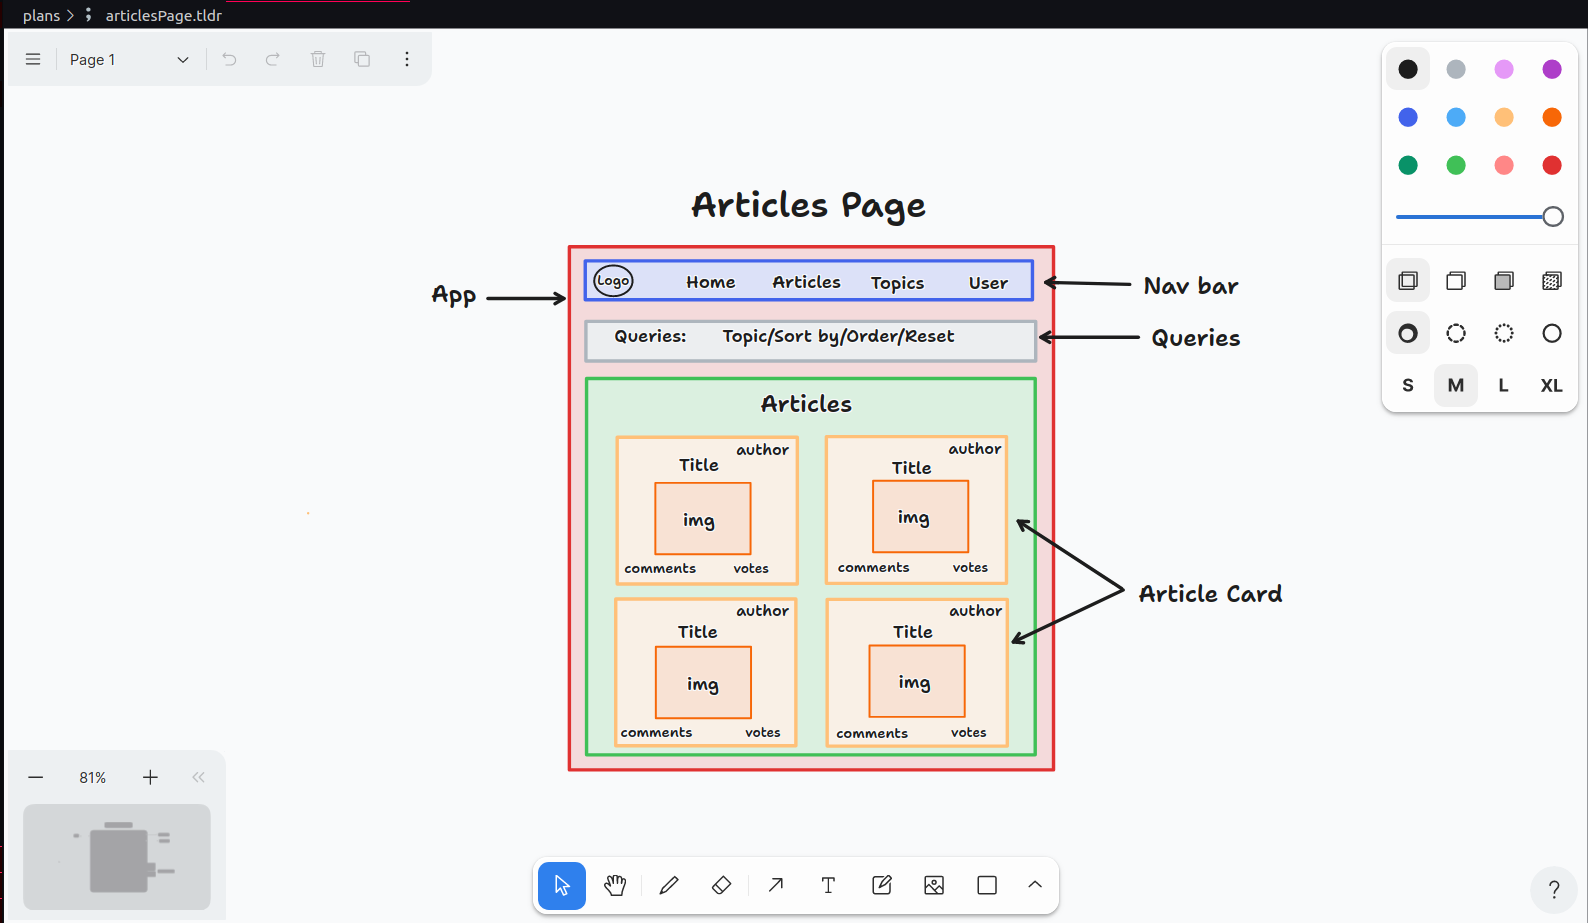 plans > articlesPage.tldr
Page 1
Articles Page
Logo Home Articles Topics User
App
Nav bar
Queries: Topic/Sort by/Order/Reset
Queries
Articles
author
Title
img
comments votes
author
Title
img
comments votes
Article Card
author
Title
img
comments votes
author
Title
img
comments votes
S M L XL
81%
T
?